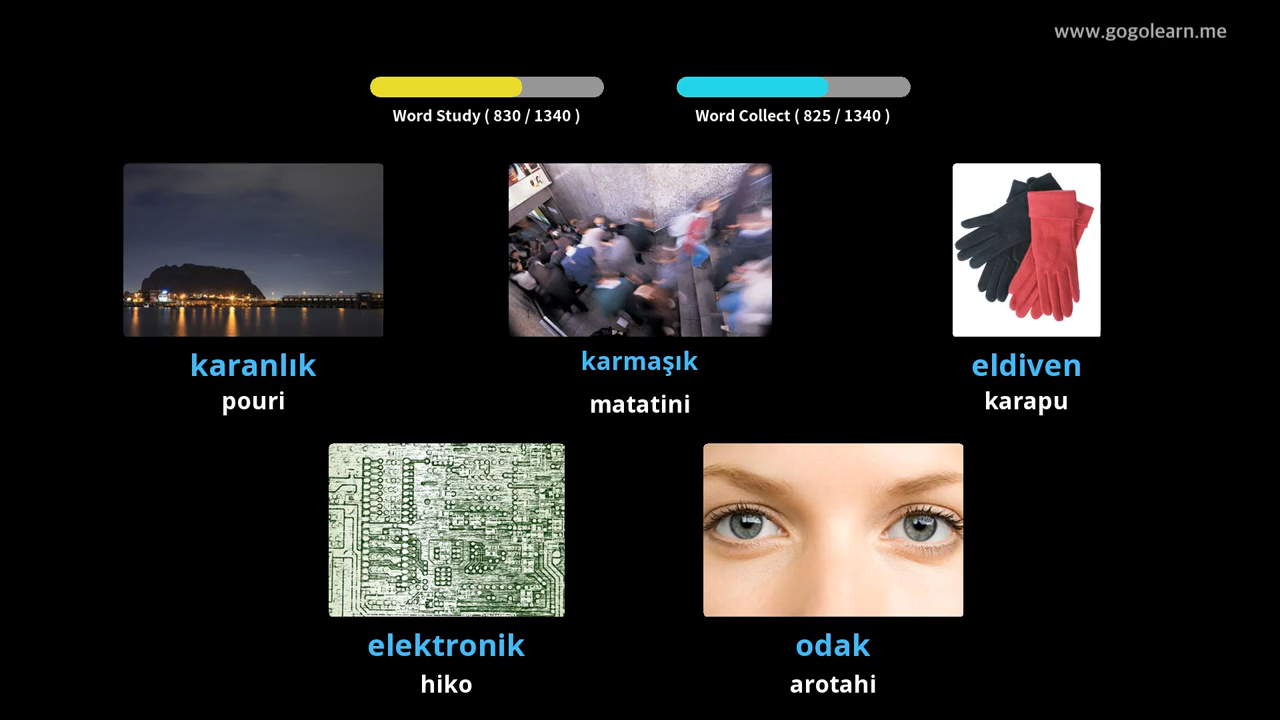 www.gogolearn.me
Word Study ( 830 / 1340 )
Word Collect ( 825 / 1340 )
karanlık
pouri
karmaşık
matatini
eldiven
karapu
elektronik
hiko
odak
arotahi